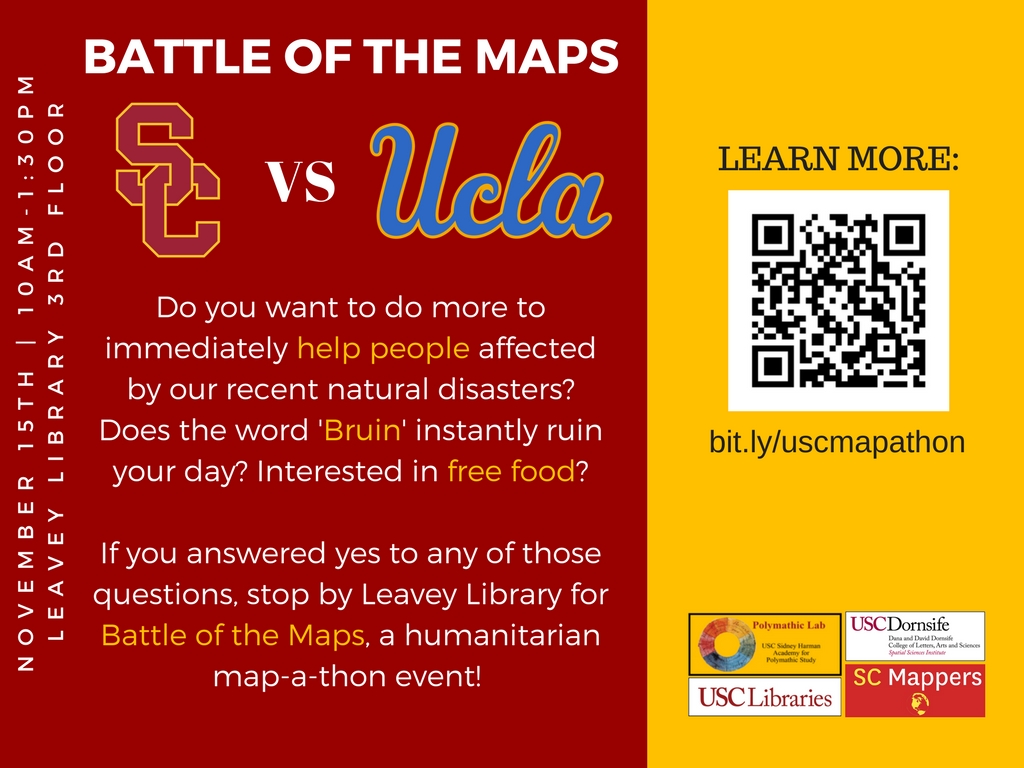 NOVEMBER 15TH | 10AM-1:30PM
LEAVEY LIBRARY 3RD FLOOR
BATTLE OF THE MAPS
SC
VS
Ucla
Do you want to do more to
immediately help people affected
by our recent natural disasters?
Does the word 'Bruin' instantly ruin
your day? Interested in free food?
If you answered yes to any of those
questions, stop by Leavey Library for
Battle of the Maps, a humanitarian
map-a-thon event!
LEARN MORE:
bit.ly/uscmapathon
Polymathic Lab
USC Sidney Harman
Academy for
Polymathic Study
USCDornsife
Dana and David Dornsife
College of Letters, Arts and Sciences
Spatial Sciences Institute
USCLibraries
SC Mappers